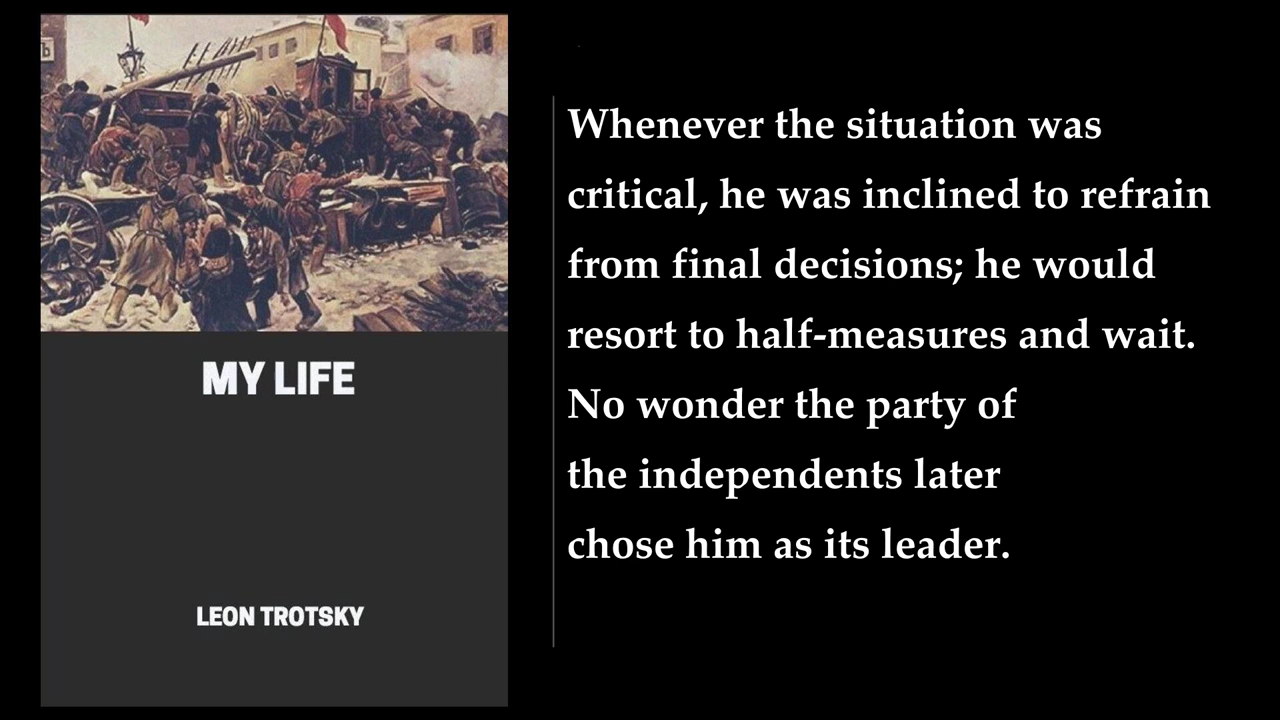 MY LIFE
LEON TROTSKY
Whenever the situation was
critical, he was inclined to refrain
from final decisions; he would
resort to half-measures and wait.
No wonder the party of
the independents later
chose him as its leader.